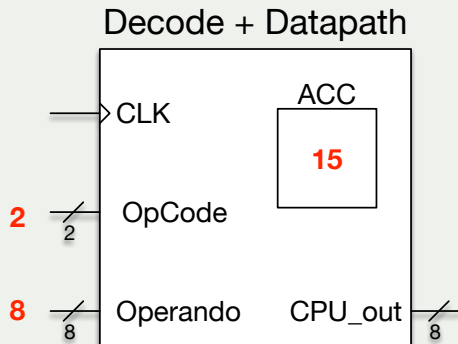 Decode + Datapath
CLK
ACC
15
2
2
OpCode
8
8
Operando
CPU_out
8